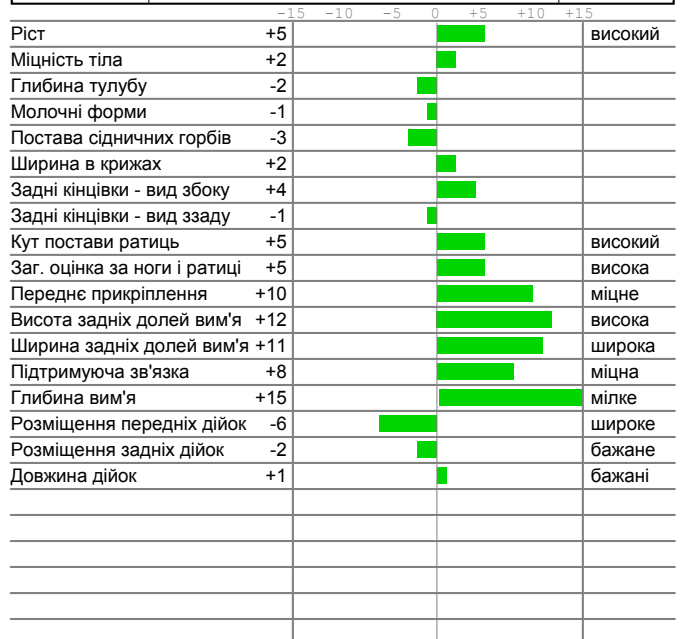 -15 -10 -5 0 +5 +10 +15
Ріст +5 високий
Міцність тіла +2
Глибина тулубу -2
Молочні форми -1
Постава сідничних горбів -3
Ширина в крижах +2
Задні кінцівки - вид збоку +4
Задні кінцівки - вид ззаду -1
Кут постави ратиць +5 високий
Заг. оцінка за ноги і ратиці +5 висока
Переднє прикріплення +10 міцне
Висота задніх долей вим'я +12 висока
Ширина задніх долей вим'я +11 широка
Підтримуюча зв'язка +8 міцна
Глибина вим'я +15 мілке
Розміщення передніх дійок -6 широке
Розміщення задніх дійок -2 бажане
Довжина дійок +1 бажані